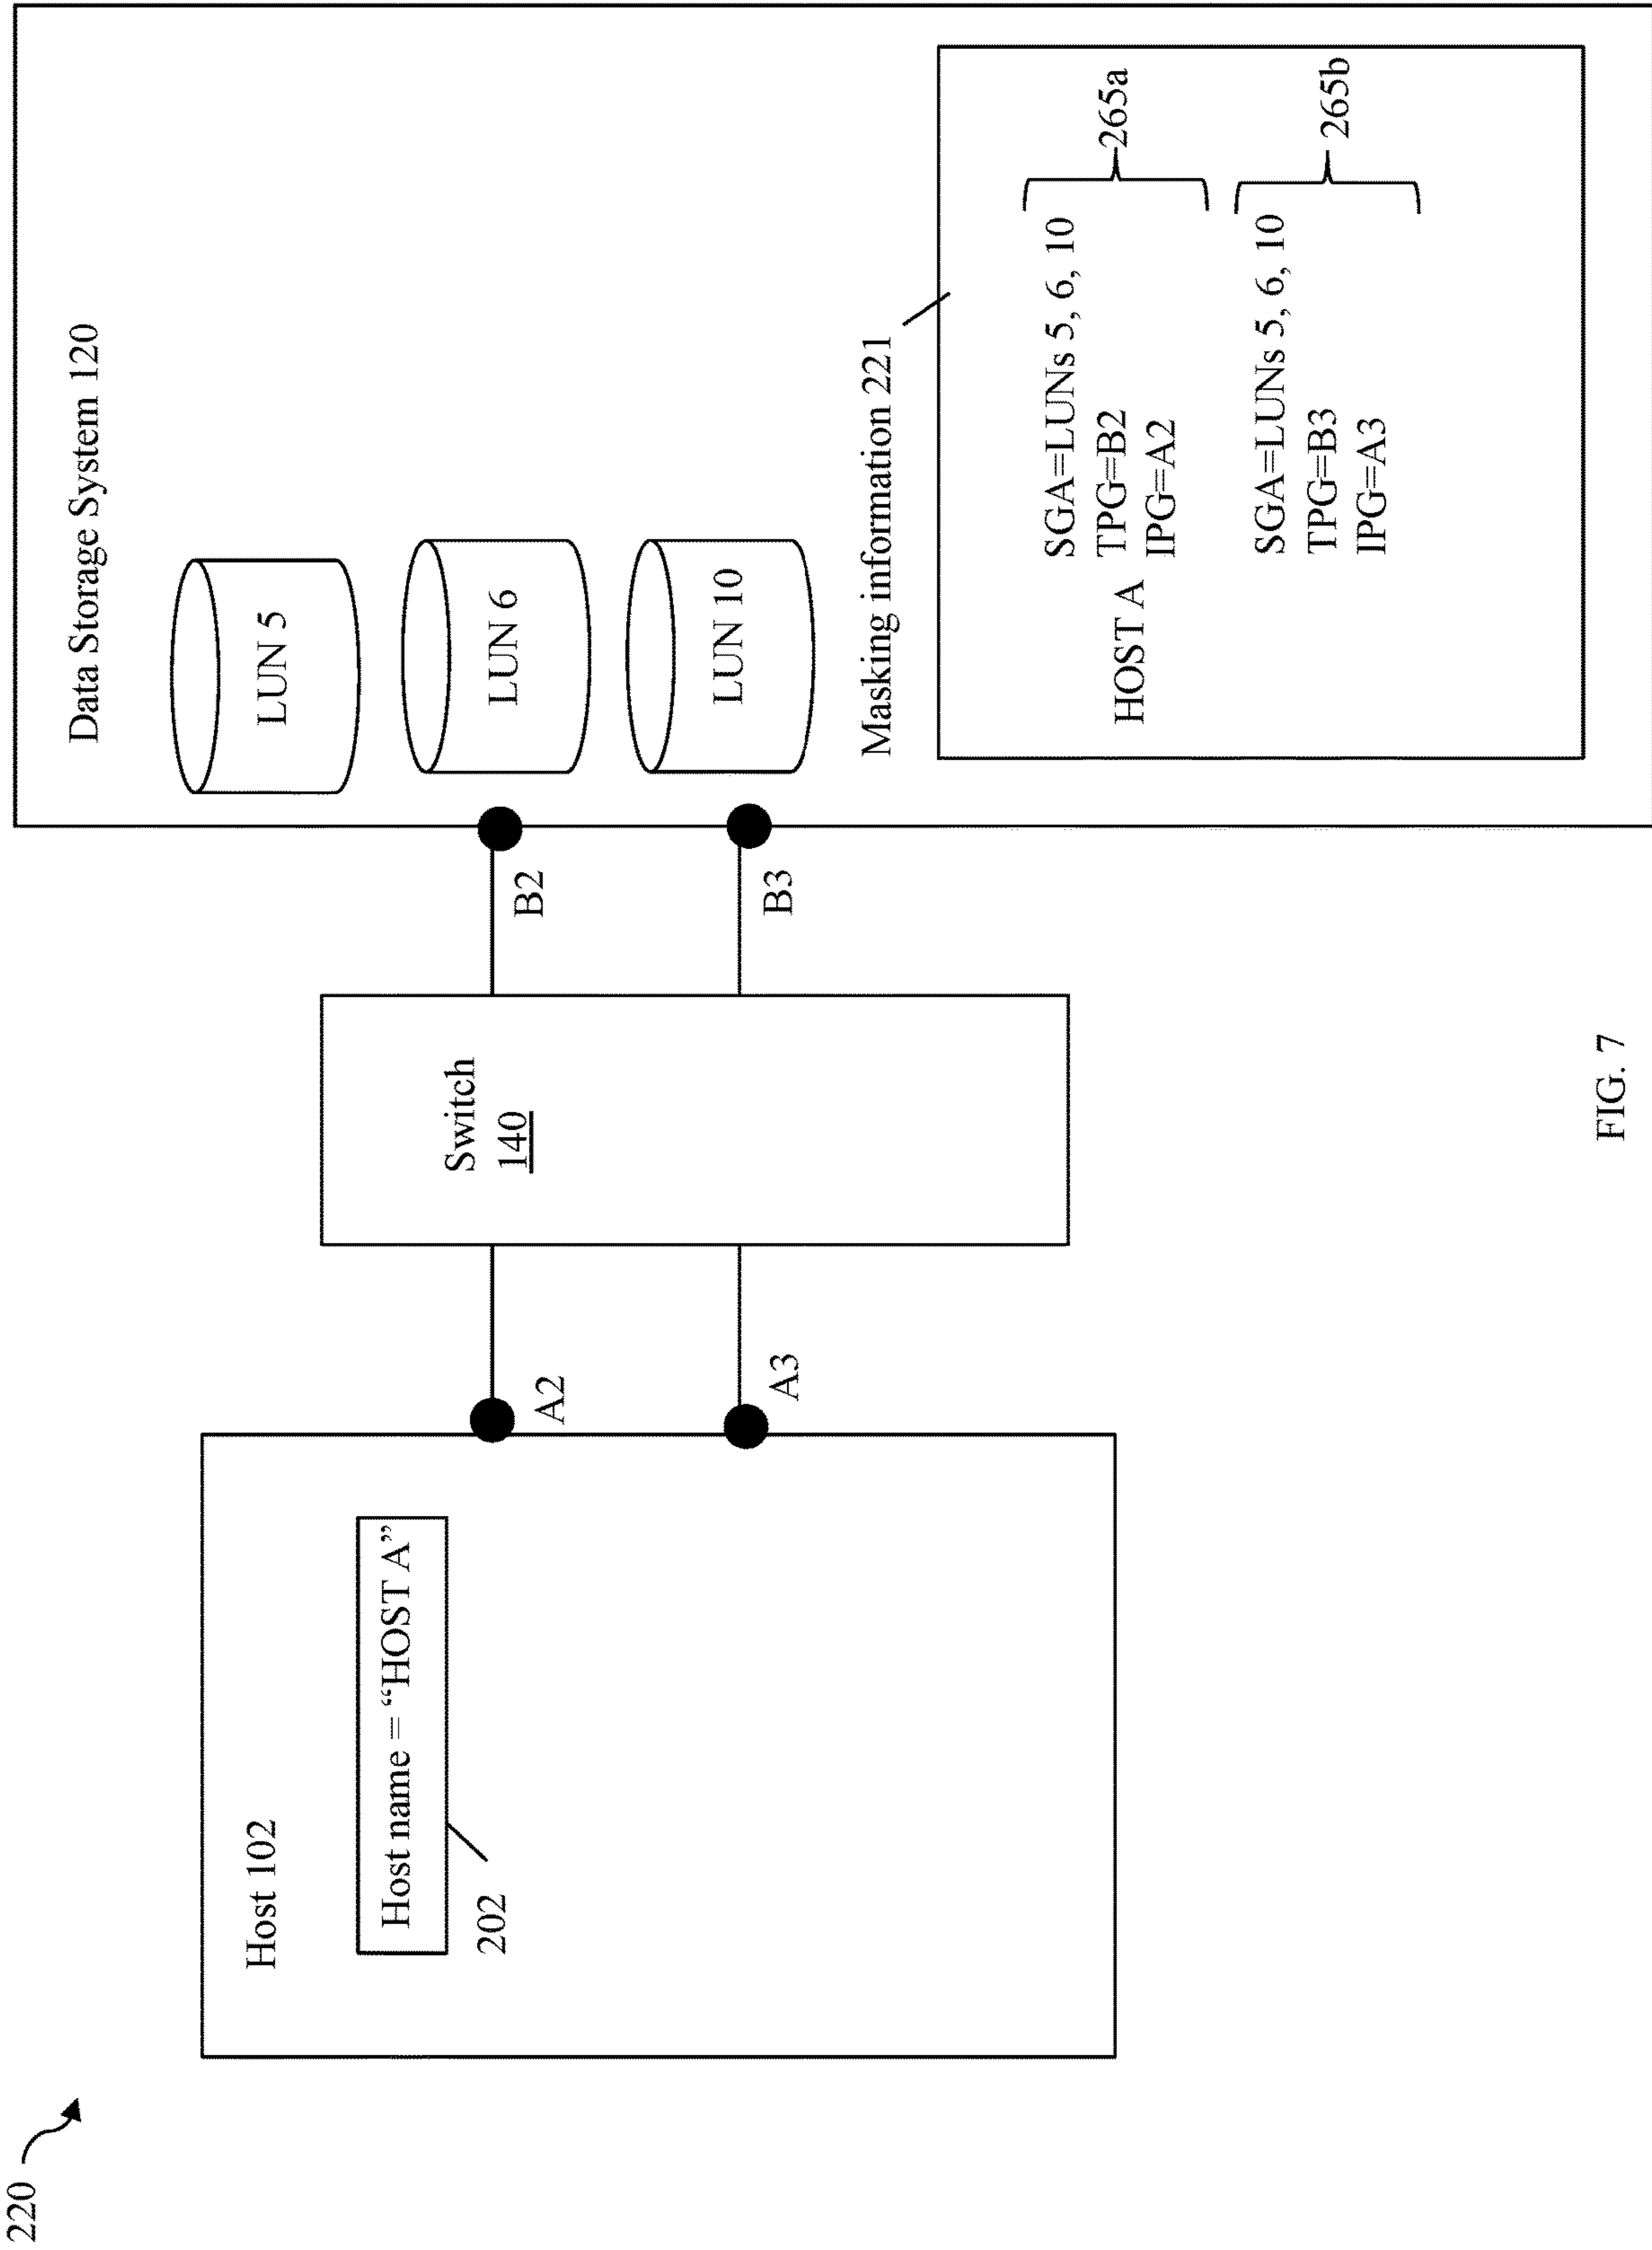 220
Host 102
Host name = “HOST A”
202
A2
A3
Switch
140
B2
B3
Data Storage System 120
LUN 5
LUN 6
LUN 10
Masking information 221
HOST A
SGA=LUNs 5, 6, 10
TPG=B2
IPG=A2
265a
SGA=LUNs 5, 6, 10
TPG=B3
IPG=A3
265b
FIG. 7